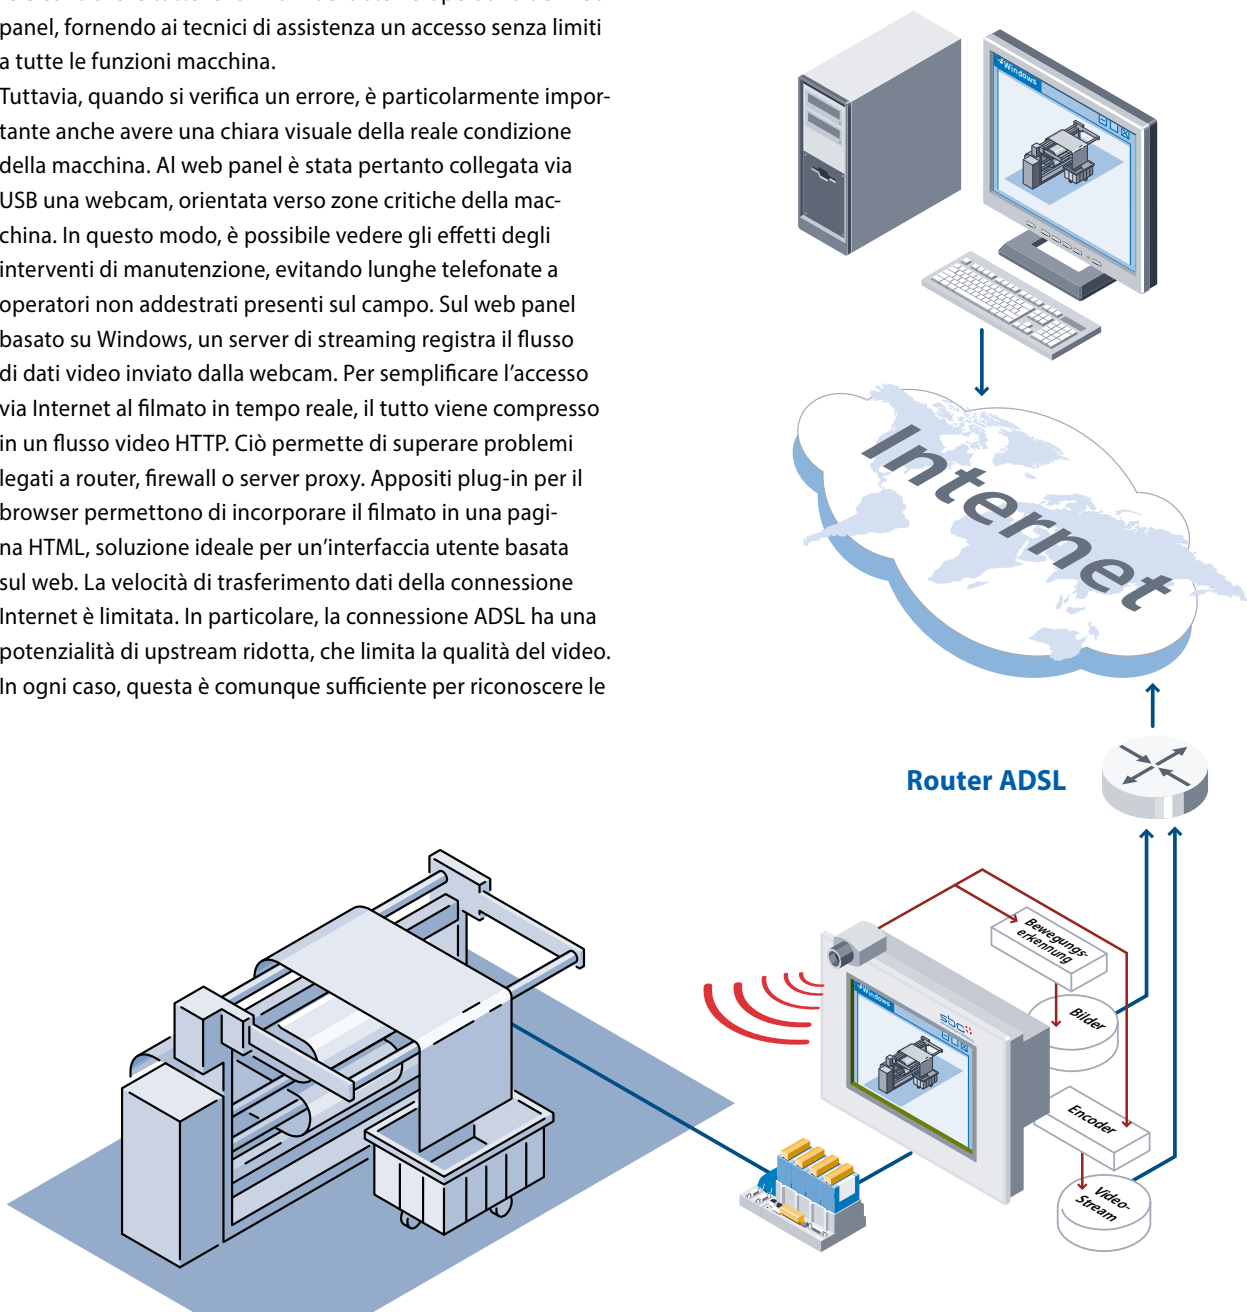 panel, fornendo ai tecnici di assistenza un accesso senza limiti
a tutte le funzioni macchina.
Tuttavia, quando si verifica un errore, è particolarmente impor-
tante anche avere una chiara visuale della reale condizione
della macchina. Al web panel è stata pertanto collegata via
USB una webcam, orientata verso zone critiche della mac-
china. In questo modo, è possibile vedere gli effetti degli
interventi di manutenzione, evitando lunghe telefonate a
operatori non addestrati presenti sul campo. Sul web panel
basato su Windows, un server di streaming registra il flusso
di dati video inviato dalla webcam. Per semplificare l’accesso
via Internet al filmato in tempo reale, il tutto viene compresso
in un flusso video HTTP. Ciò permette di superare problemi
legati a router, firewall o server proxy. Appositi plug-in per il
browser permettono di incorporare il filmato in una pagi-
na HTML, soluzione ideale per un’interfaccia utente basata
sul web. La velocità di trasferimento dati della connessione
Internet è limitata. In particolare, la connessione ADSL ha una
potenzialità di upstream ridotta, che limita la qualità del video.
In ogni caso, questa è comunque sufficiente per riconoscere le
Windows
Internet
Router ADSL
Bewegungs-
erkennung
Bilder
Windows
sbc
Encoder
Video-
Stream